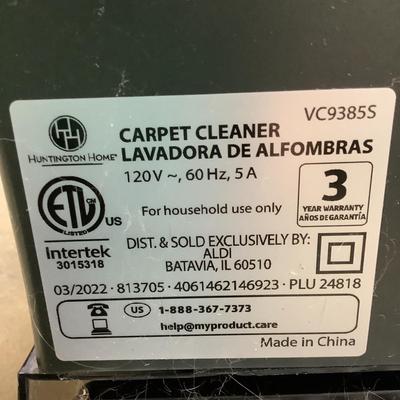 VC9385S
HUNTINGTON HOME
CARPET CLEANER
LAVADORA DE ALFOMBRAS
120 V ~, 60 Hz, 5 A
3
YEAR WARRANTY
AÑOS DE GARANTÍA
ETL CM
LISTED
US
For household use only
Intertek
3015318
DIST. & SOLD EXCLUSIVELY BY:
ALDI
BATAVIA, IL 60510
03/2022 · 813705 · 4061462146923 · PLU 24818
US 1-888-367-7373
help@myproduct.care
Made in China